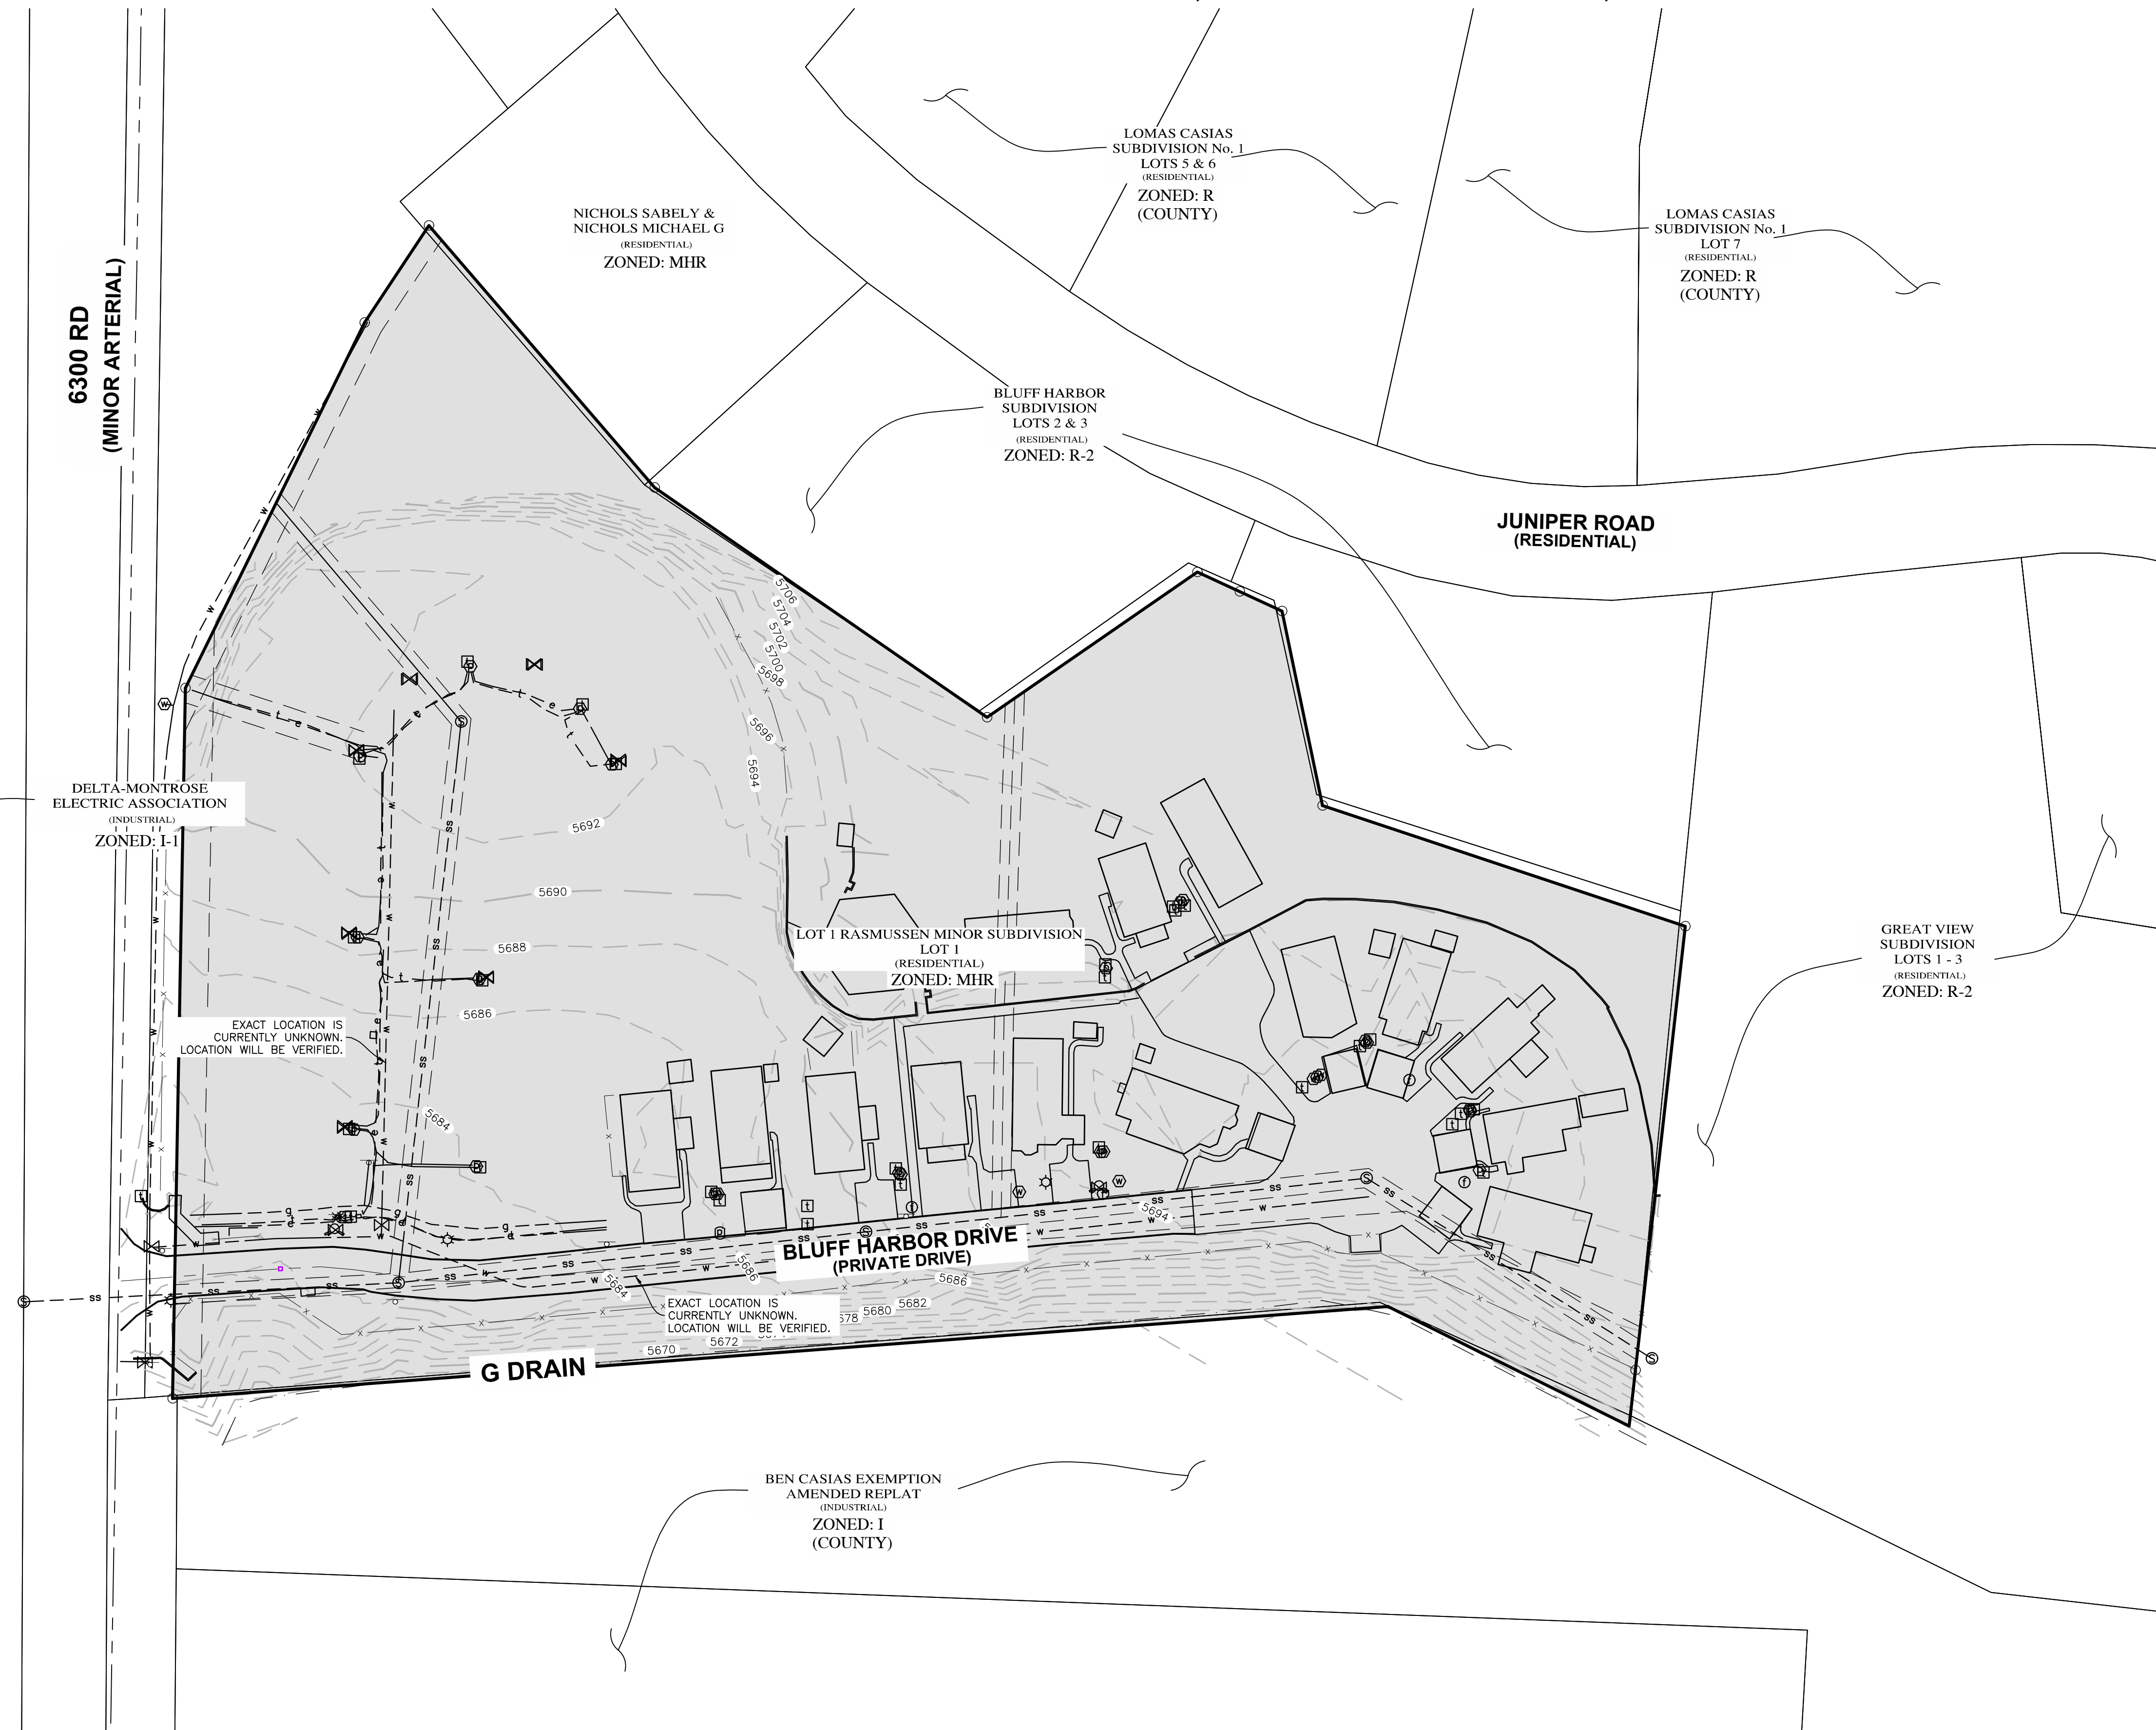 LOMAS CASIAS
SUBDIVISION No. 1
LOTS 5 & 6
(RESIDENTIAL)
ZONED: R
(COUNTY)
NICHOLS SABELY &
NICHOLS MICHAEL G
(RESIDENTIAL)
ZONED: MHR
LOMAS CASIAS
SUBDIVISION No. 1
LOT 7
(RESIDENTIAL)
ZONED: R
(COUNTY)
6300 RD
(MINOR ARTERIAL)
BLUFF HARBOR
SUBDIVISION
LOTS 2 & 3
(RESIDENTIAL)
ZONED: R-2
JUNIPER ROAD
(RESIDENTIAL)
5706
5704
5702
5700
5698
5696
5694
5692
5690
5688
5686
5684
DELTA-MONTROSE
ELECTRIC ASSOCIATION
(INDUSTRIAL)
ZONED: I-1
LOT 1 RASMUSSEN MINOR SUBDIVISION
LOT 1
(RESIDENTIAL)
ZONED: MHR
GREAT VIEW
SUBDIVISION
LOTS 1 - 3
(RESIDENTIAL)
ZONED: R-2
EXACT LOCATION IS
CURRENTLY UNKNOWN.
LOCATION WILL BE VERIFIED.
5694
BLUFF HARBOR DRIVE
(PRIVATE DRIVE)
5686
5684
5686
EXACT LOCATION IS
CURRENTLY UNKNOWN.
LOCATION WILL BE VERIFIED.
5682
5680
5672
5670
G DRAIN
BEN CASIAS EXEMPTION
AMENDED REPLAT
(INDUSTRIAL)
ZONED: I
(COUNTY)